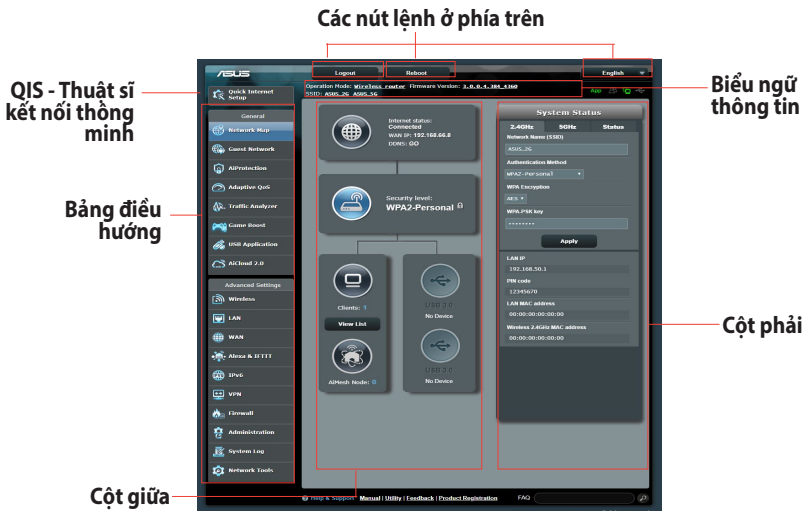 Các nút lệnh ở phía trên
QIS - Thuật sĩ
kết nối thông
minh
Biểu ngữ
thông tin
Bảng điều
hướng
Cột phải
Cột giữa
ASUS
Logout
Reboot
English
Quick Internet
Setup
Operation Mode: Wireless router Firmware Version: 3.0.0.4.384_4360
SSID: ASUS_2G ASUS_5G
App
General
Network Map
Guest Network
AiProtection
Adaptive QoS
Traffic Analyzer
Game Boost
USB Application
AiCloud 2.0
Advanced Settings
Wireless
LAN
WAN
Alexa & IFTTT
IPv6
VPN
Firewall
Administration
System Log
Network Tools
Internet status:
Connected
WAN IP: 192.168.66.8
DDNS: GO
Security level:
WPA2-Personal
Clients: 1
View List
AiMesh Node: 0
USB 2.0
No Device
USB 3.0
No Device
System Status
2.4GHz 5GHz Status
Network Name (SSID)
ASUS_2G
Authentication Method
WPA2-Personal
WPA Encryption
AES
WPA-PSK key
••••••••
Apply
LAN IP
192.168.50.1
PIN code
12345670
LAN MAC address
00:00:00:00:00:00
Wireless 2.4GHz MAC address
00:00:00:00:00:00
Help & Support Manual | Utility | Feedback | Product Registration FAQ